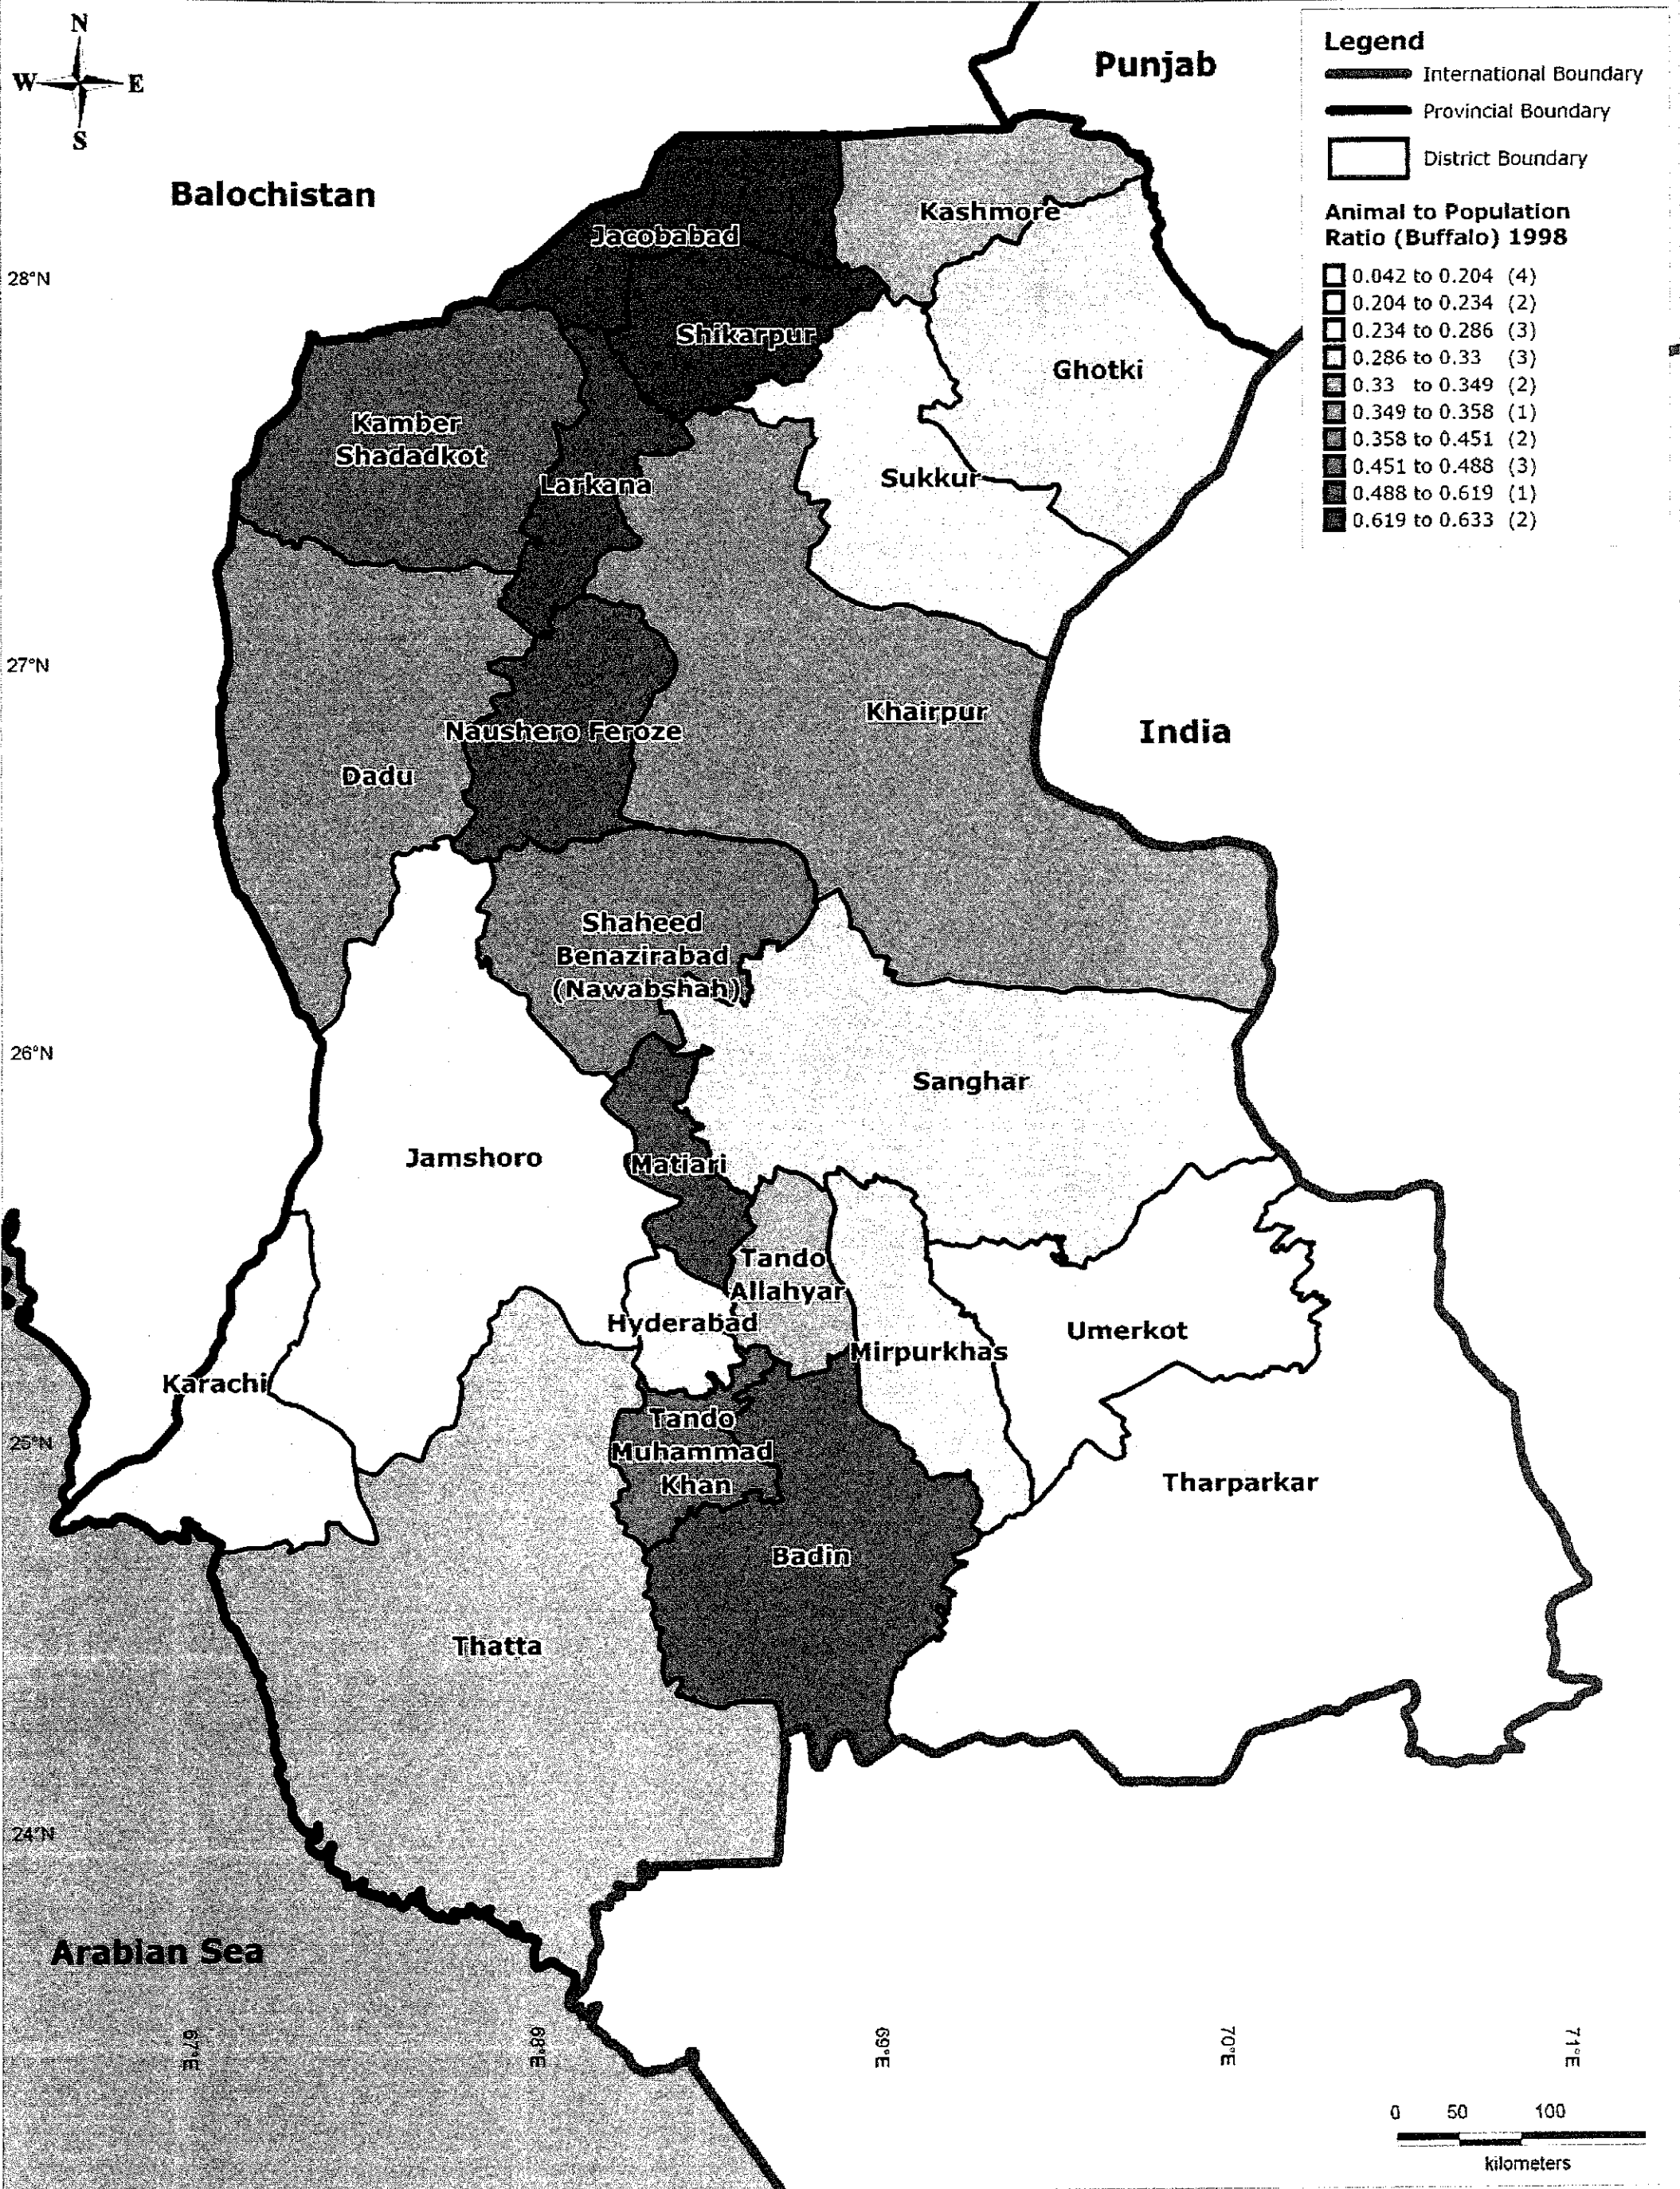 N
W E
S
Punjab
Balochistan
Legend
International Boundary
Provincial Boundary
District Boundary
Animal to Population
Ratio (Buffalo) 1998
0.042 to 0.204 (4)
0.204 to 0.234 (2)
0.234 to 0.286 (3)
0.286 to 0.33 (3)
0.33 to 0.349 (2)
0.349 to 0.358 (1)
0.358 to 0.451 (2)
0.451 to 0.488 (3)
0.488 to 0.619 (1)
0.619 to 0.633 (2)
Kashmore
Jacobabad
28°N
Shikarpur
Ghotki
Kamber
Shadadkot
Sukkur
Larkana
27°N
Khairpur
Naushero Feroze
India
Dadu
Shaheed
Benazirabad
(Nawabshah)
26°N
Sanghar
Jamshoro
Matiari
Tando
Allahyar
Hyderabad
Umerkot
Mirpurkhas
Karachi
25°N
Tando
Muhammad
Khan
Tharparkar
Badin
Thatta
24°N
Arabian Sea
67°E
68°E
69°E
70°E
71°E
0 50 100
kilometers